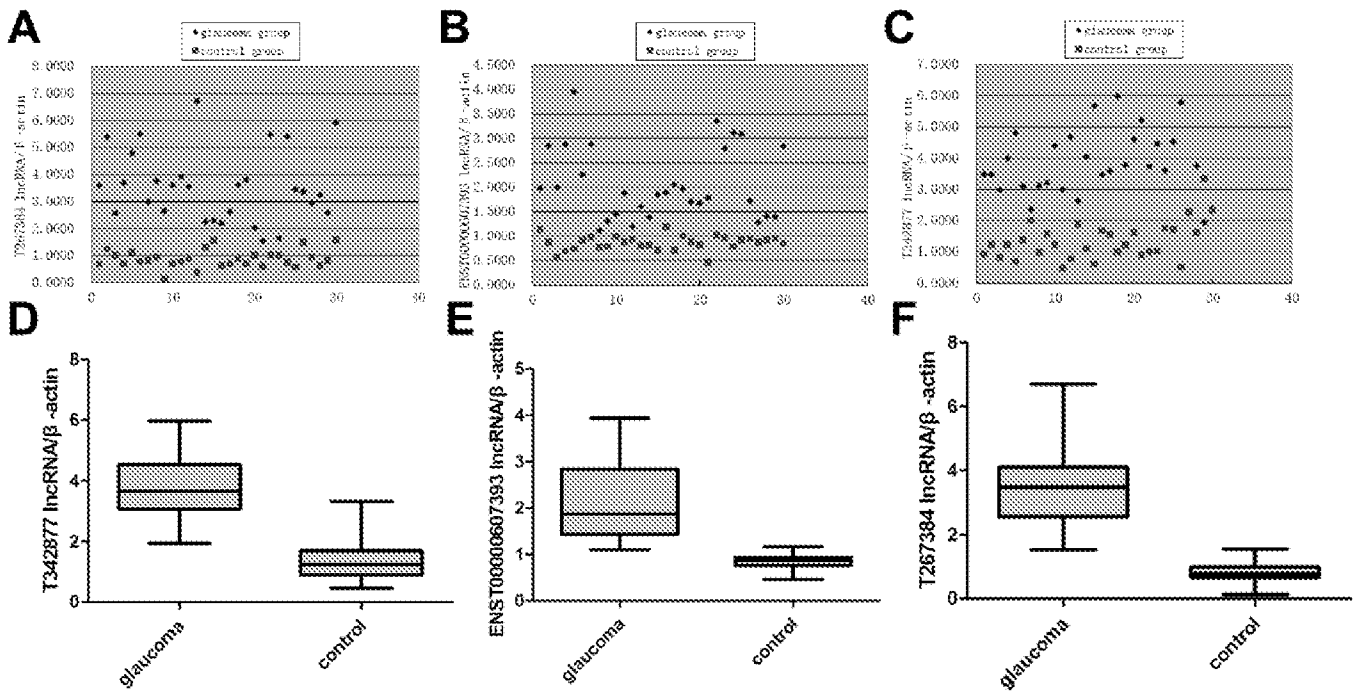 A
glaucoma group
control group
T267384 lncRNA/β -actin
8.0000
7.0000
6.0000
5.0000
4.0000
3.0000
2.0000
1.0000
0.0000
0 10 20 30 40
B
glaucoma group
control group
ENST00000607393 lncRNA/β -actin
4.5000
4.0000
3.5000
3.0000
2.5000
2.0000
1.5000
1.0000
0.5000
0.0000
0 10 20 30 40
C
glaucoma group
control group
T342877 lncRNA/β-actin
7.0000
6.0000
5.0000
4.0000
3.0000
2.0000
1.0000
0.0000
0 10 20 30 40
D
T342877 lncRNA/β -actin
8
6
4
2
0
glaucoma
control
E
ENST00000607393 lncRNA/β -actin
5
4
3
2
1
0
glaucoma
control
F
T267384 lncRNA/β -actin
8
6
4
2
0
glaucoma
control